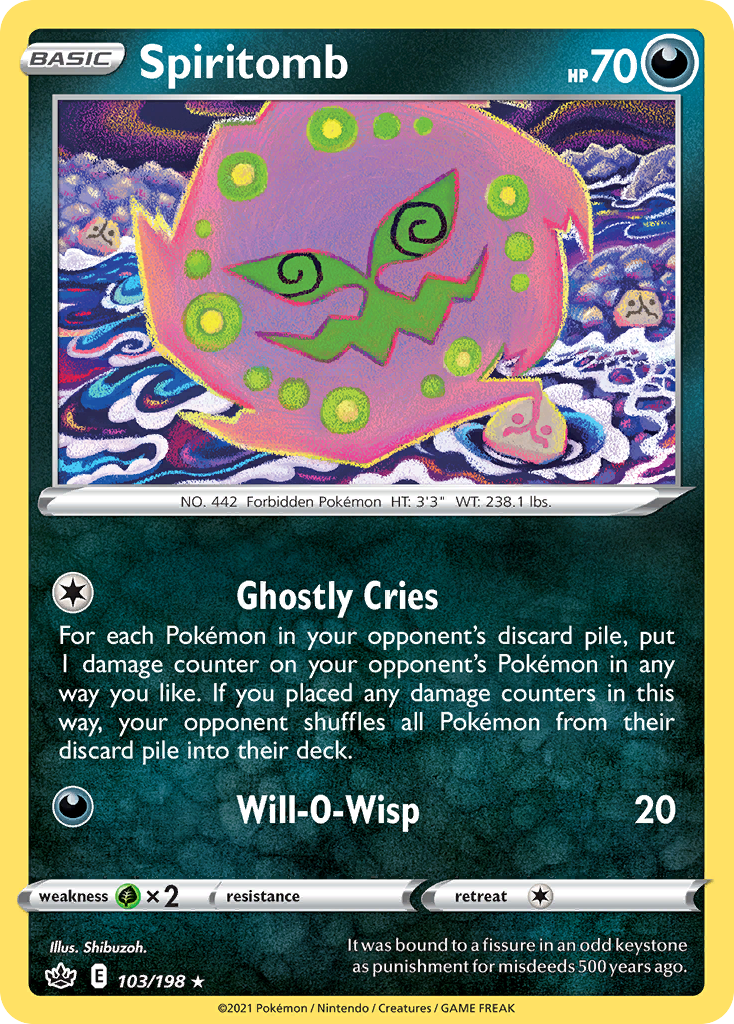 BASIC Spiritomb HP 70
NO. 442 Forbidden Pokémon HT: 3'3" WT: 238.1 lbs.
Ghostly Cries
For each Pokémon in your opponent's discard pile, put
1 damage counter on your opponent's Pokémon in any
way you like. If you placed any damage counters in this
way, your opponent shuffles all Pokémon from their
discard pile into their deck.
Will-O-Wisp 20
weakness ×2 resistance retreat
Illus. Shibuzoh.
It was bound to a fissure in an odd keystone
as punishment for misdeeds 500 years ago.
E 103/198 ★
©2021 Pokémon / Nintendo / Creatures / GAME FREAK